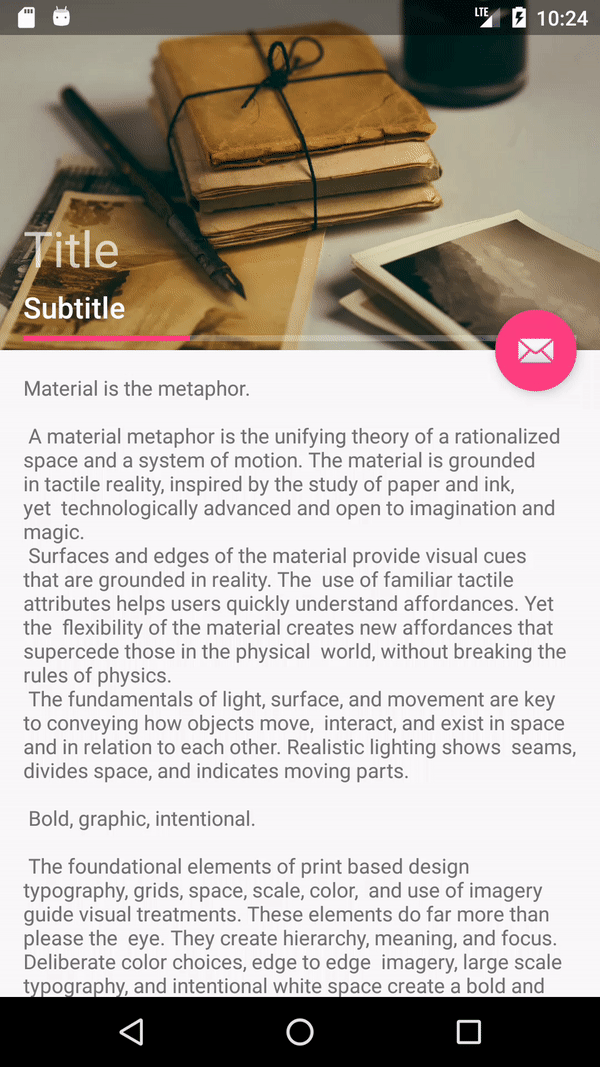 LTE 10:24
Title
Subtitle
Material is the metaphor.
A material metaphor is the unifying theory of a rationalized
space and a system of motion. The material is grounded
in tactile reality, inspired by the study of paper and ink,
yet  technologically advanced and open to imagination and
magic.
Surfaces and edges of the material provide visual cues
that are grounded in reality. The  use of familiar tactile
attributes helps users quickly understand affordances. Yet
the  flexibility of the material creates new affordances that
supercede those in the physical  world, without breaking the
rules of physics.
The fundamentals of light, surface, and movement are key
to conveying how objects move,  interact, and exist in space
and in relation to each other. Realistic lighting shows  seams,
divides space, and indicates moving parts.
Bold, graphic, intentional.
The foundational elements of print based design
typography, grids, space, scale, color,  and use of imagery
guide visual treatments. These elements do far more than
please the  eye. They create hierarchy, meaning, and focus.
Deliberate color choices, edge to edge  imagery, large scale
typography, and intentional white space create a bold and